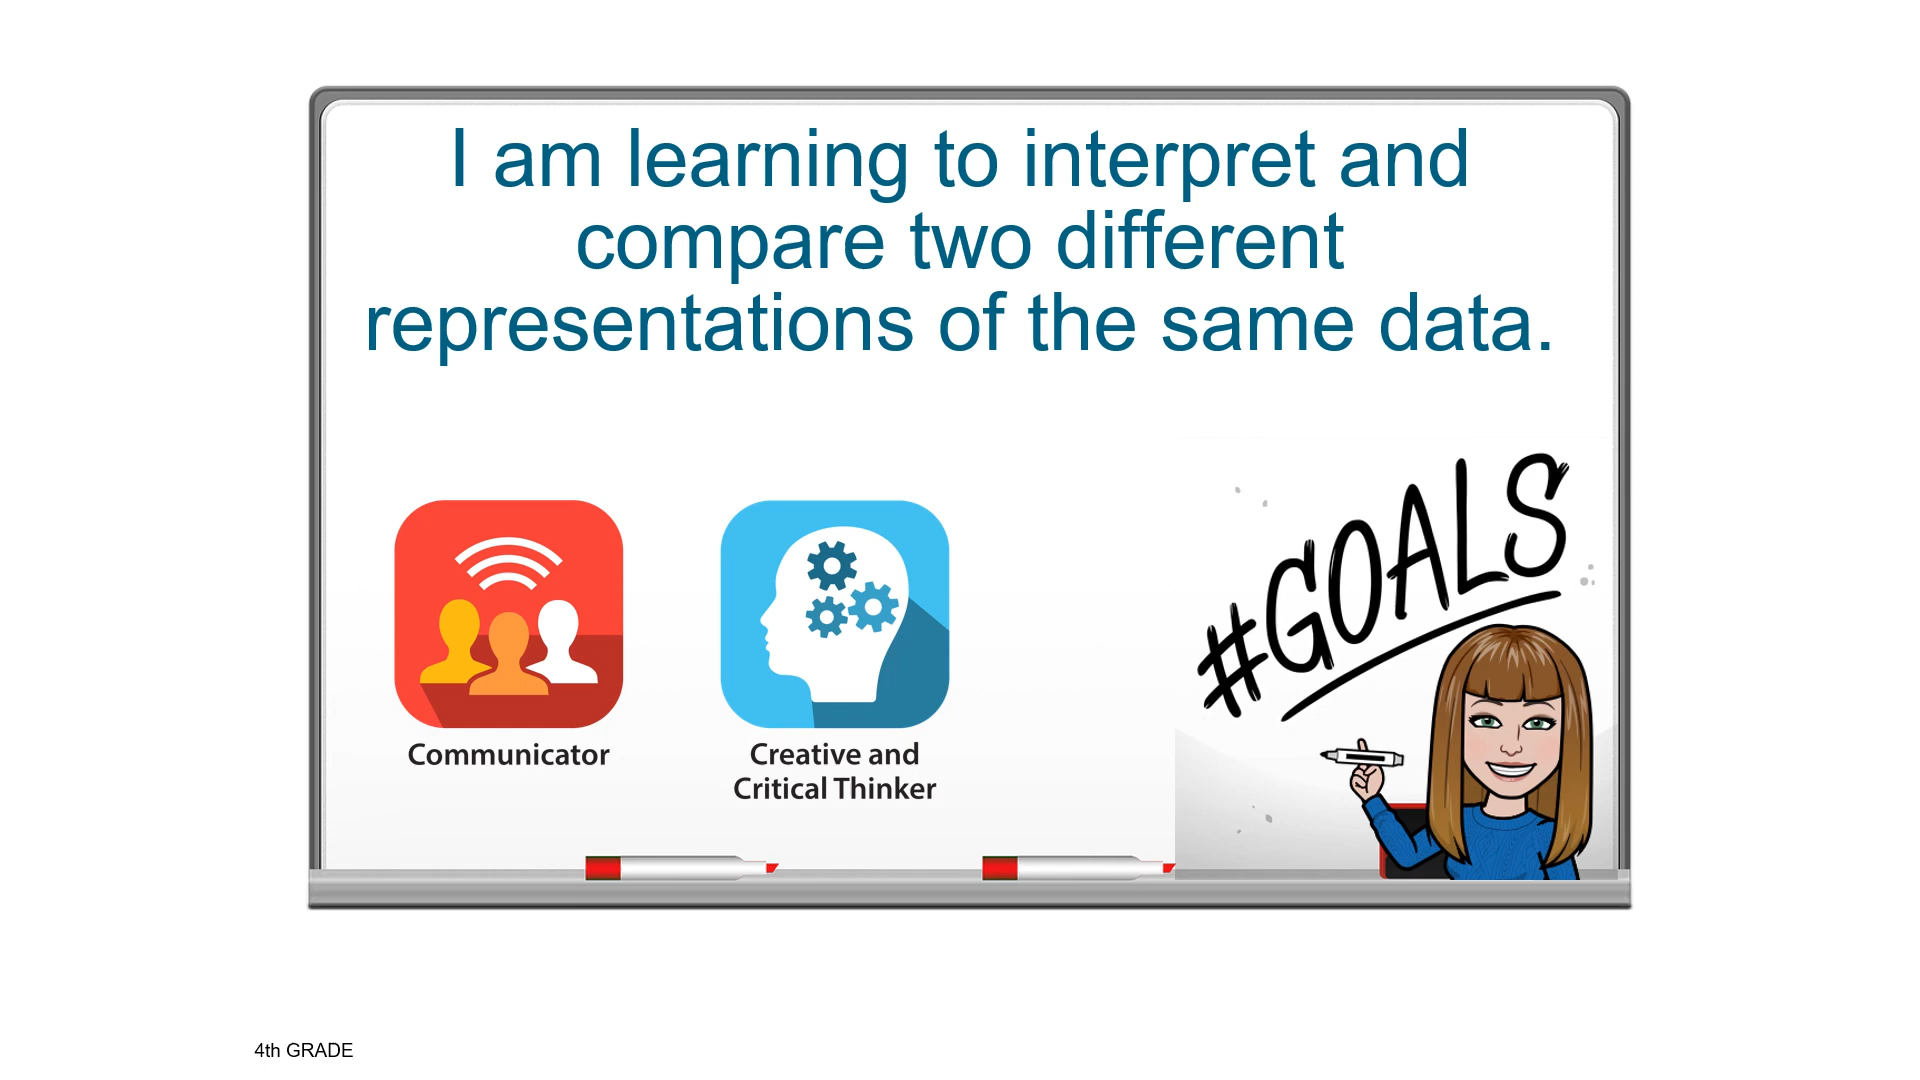 I am learning to interpret and
compare two different
representations of the same data.
#GOALS
Communicator
Creative and
Critical Thinker
4th GRADE